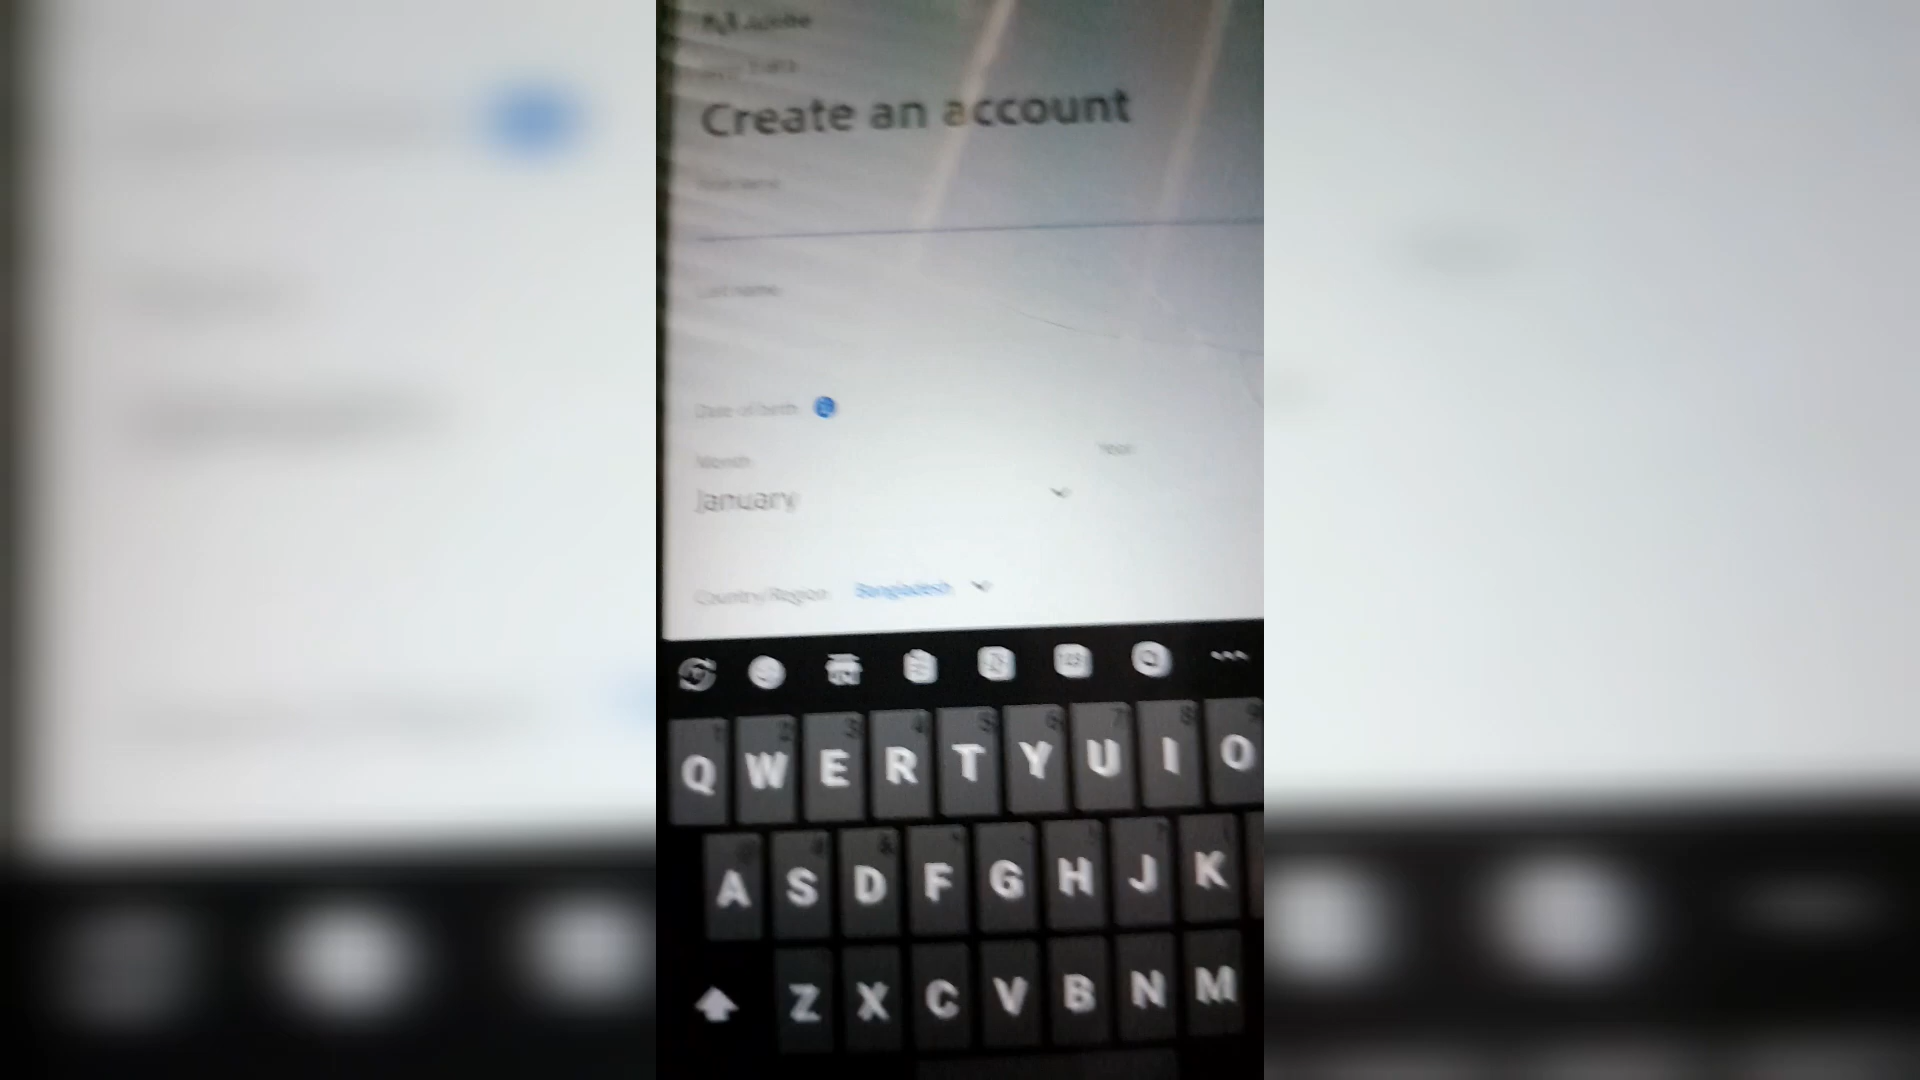 Adobe
Create an account
First name
Last name
Date of birth
Month Year
January
Country/Region Bangladesh
Q W E R T Y U I O
A S D F G H J K
Z X C V B N M